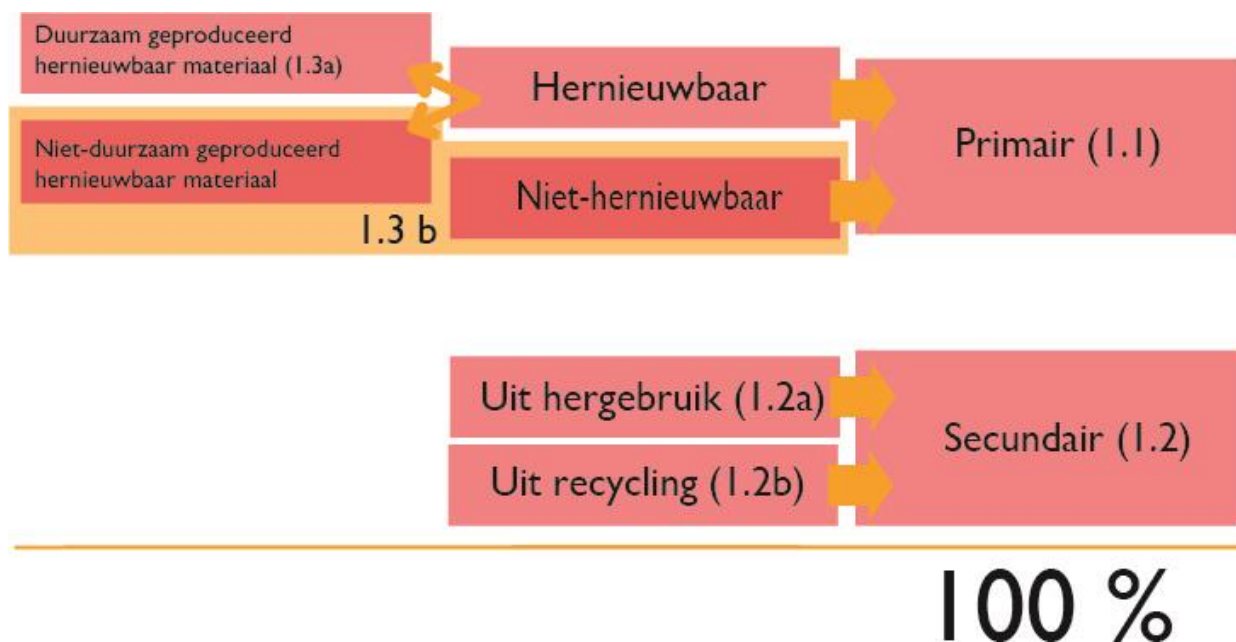 Duurzaam geproduceerd
hernieuwbaar materiaal (1.3a)
Hernieuwbaar
Primair (1.1)
Niet-duurzaam geproduceerd
hernieuwbaar materiaal
Niet-hernieuwbaar
1.3 b
Uit hergebruik (1.2a)
Secundair (1.2)
Uit recycling (1.2b)
100 %